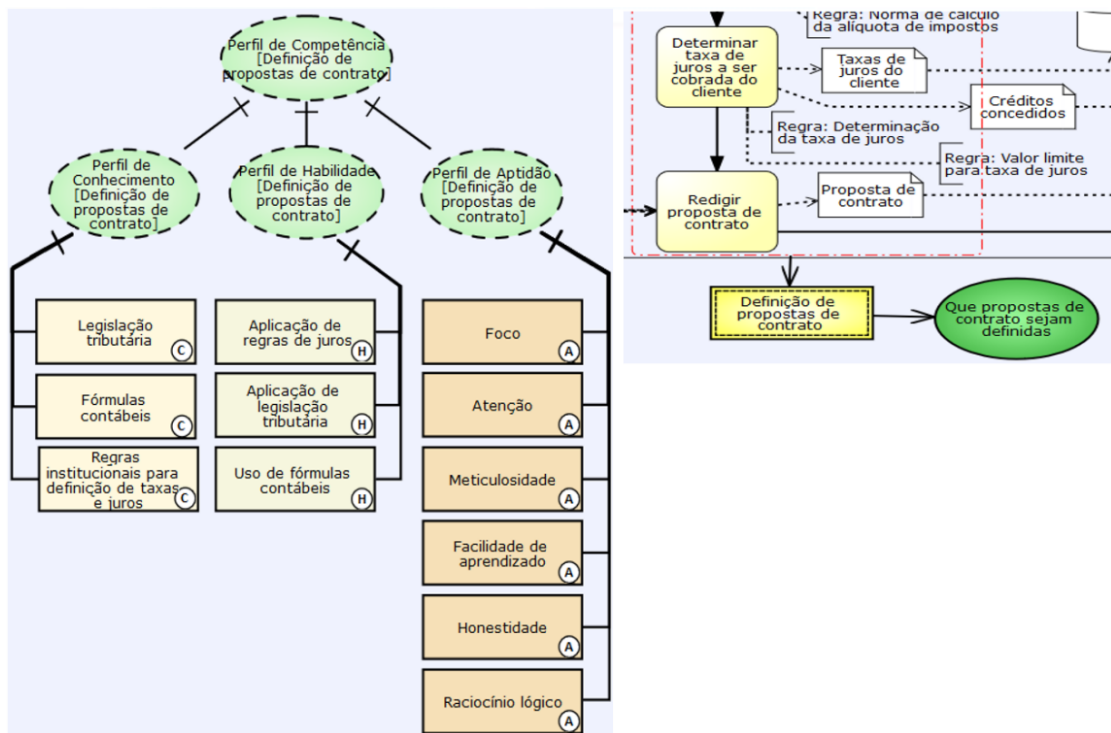 Perfil de Competência
[Definição de
propostas de contrato]
Perfil de
Conhecimento
[Definição de
propostas de
contrato]
Perfil de Habilidade
[Definição de
propostas de
contrato]
Perfil de Aptidão
[Definição de
propostas de
contrato]
Legislação
tributária
C
Fórmulas
contábeis
C
Regras
institucionais para
definição de taxas
e juros
C
Aplicação de
regras de juros
H
Aplicação de
legislação
tributária
H
Uso de fórmulas
contábeis
H
Foco
A
Atenção
A
Meticulosidade
A
Facilidade de
aprendizado
A
Honestidade
A
Raciocínio lógico
A
Regra: Norma de cálculo
da alíquota de impostos
Determinar
taxa de
juros a ser
cobrada do
cliente
Taxas de
juros do
cliente
Créditos
concedidos
Regra: Determinação
da taxa de juros
Regra: Valor limite
para taxa de juros
Redigir
proposta de
contrato
Proposta de
contrato
Definição de
propostas de
contrato
Que propostas de
contrato sejam
definidas